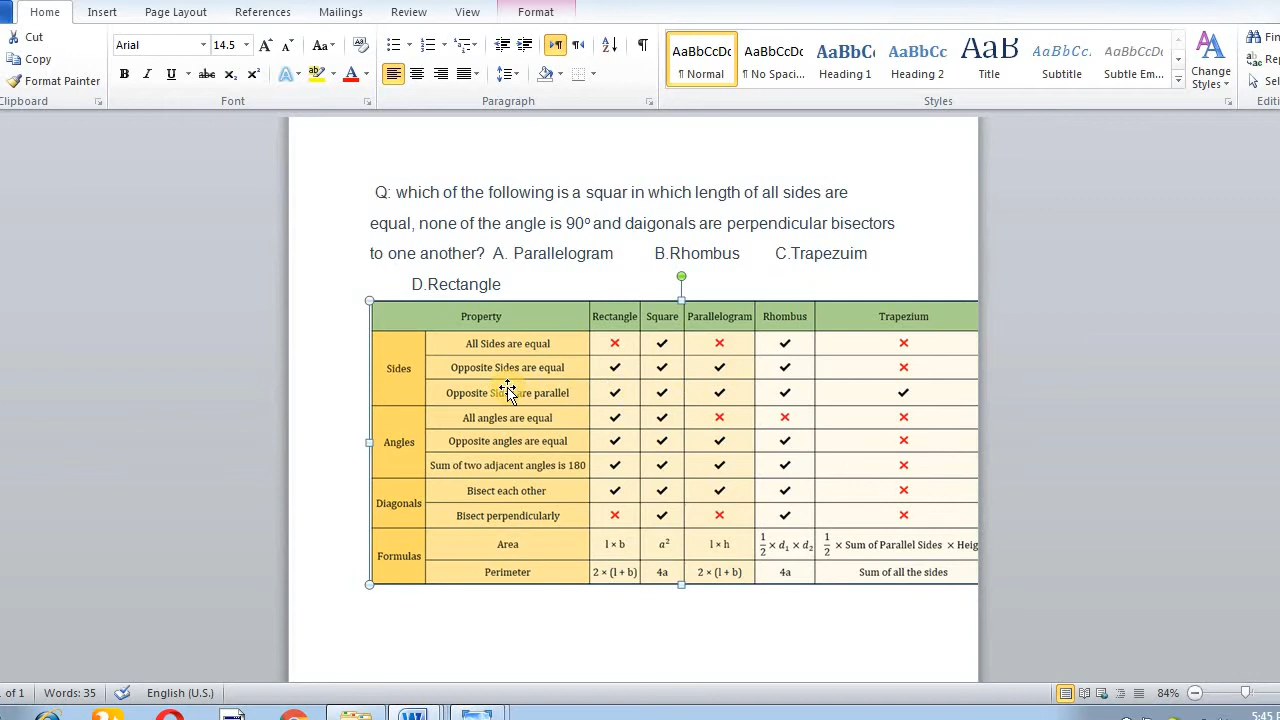 Home Insert Page Layout References Mailings Review View Format
Cut
Copy
Format Painter
Clipboard
Arial 14.5
Font
Paragraph
AaBbCcDc AaBbCcDc AaBbC AaBbCc AaB AaBbCc. AaBbCcDc
¶ Normal ¶ No Spaci... Heading 1 Heading 2 Title Subtitle Subtle Em...
Change
Styles
Styles
Q: which of the following is a squar in which length of all sides are
equal, none of the angle is 90º and daigonals are perpendicular bisectors
to one another? A. Parallelogram B.Rhombus C.Trapezuim
D.Rectangle
Property Rectangle Square Parallelogram Rhombus Trapezium
Sides
All Sides are equal ✕ ✓ ✕ ✓ ✕
Opposite Sides are equal ✓ ✓ ✓ ✓ ✕
Opposite Sides are parallel ✓ ✓ ✓ ✓ ✓
Angles
All angles are equal ✓ ✓ ✕ ✕ ✕
Opposite angles are equal ✓ ✓ ✓ ✓ ✕
Sum of two adjacent angles is 180 ✓ ✓ ✓ ✓ ✕
Diagonals
Bisect each other ✓ ✓ ✓ ✓ ✕
Bisect perpendicularly ✕ ✓ ✕ ✓ ✕
Formulas
Area l × b a² l × h 1/2 × d₁ × d₂ 1/2 × Sum of Parallel Sides × Heig
Perimeter 2 × (l + b) 4a 2 × (l + b) 4a Sum of all the sides
of 1 Words: 35 English (U.S.) 84%
5:45